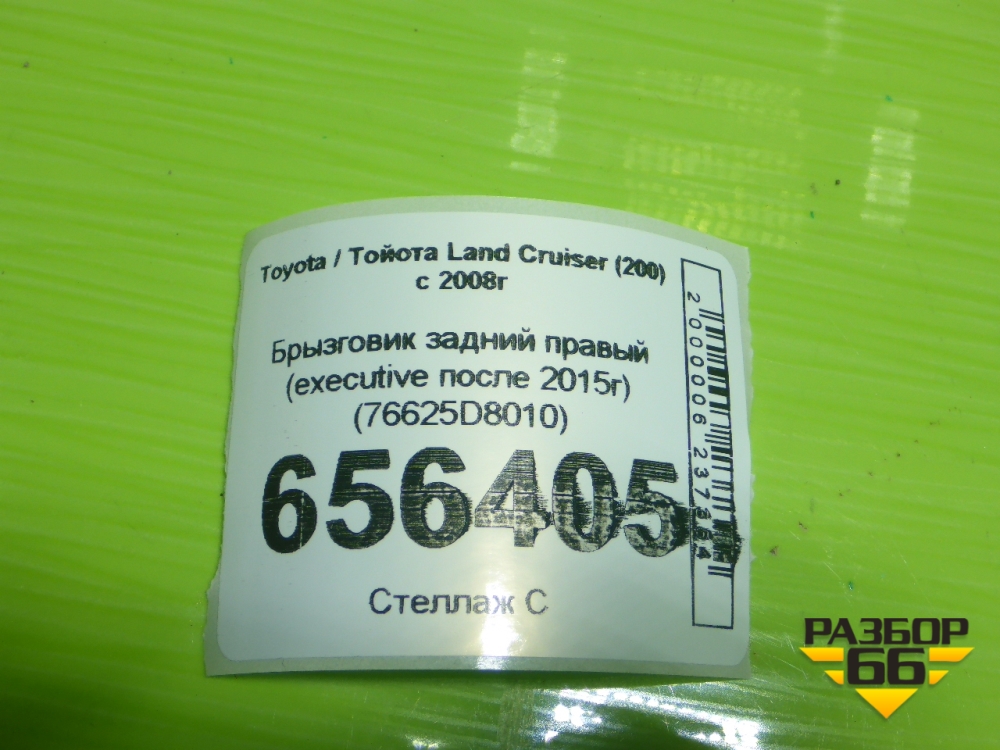 Toyota / Тойота Land Cruiser (200)
с 2008г
Брызговик задний правый
(executive после 2015г)
(76625D8010)
656405
Стеллаж С
РАЗБОР
66